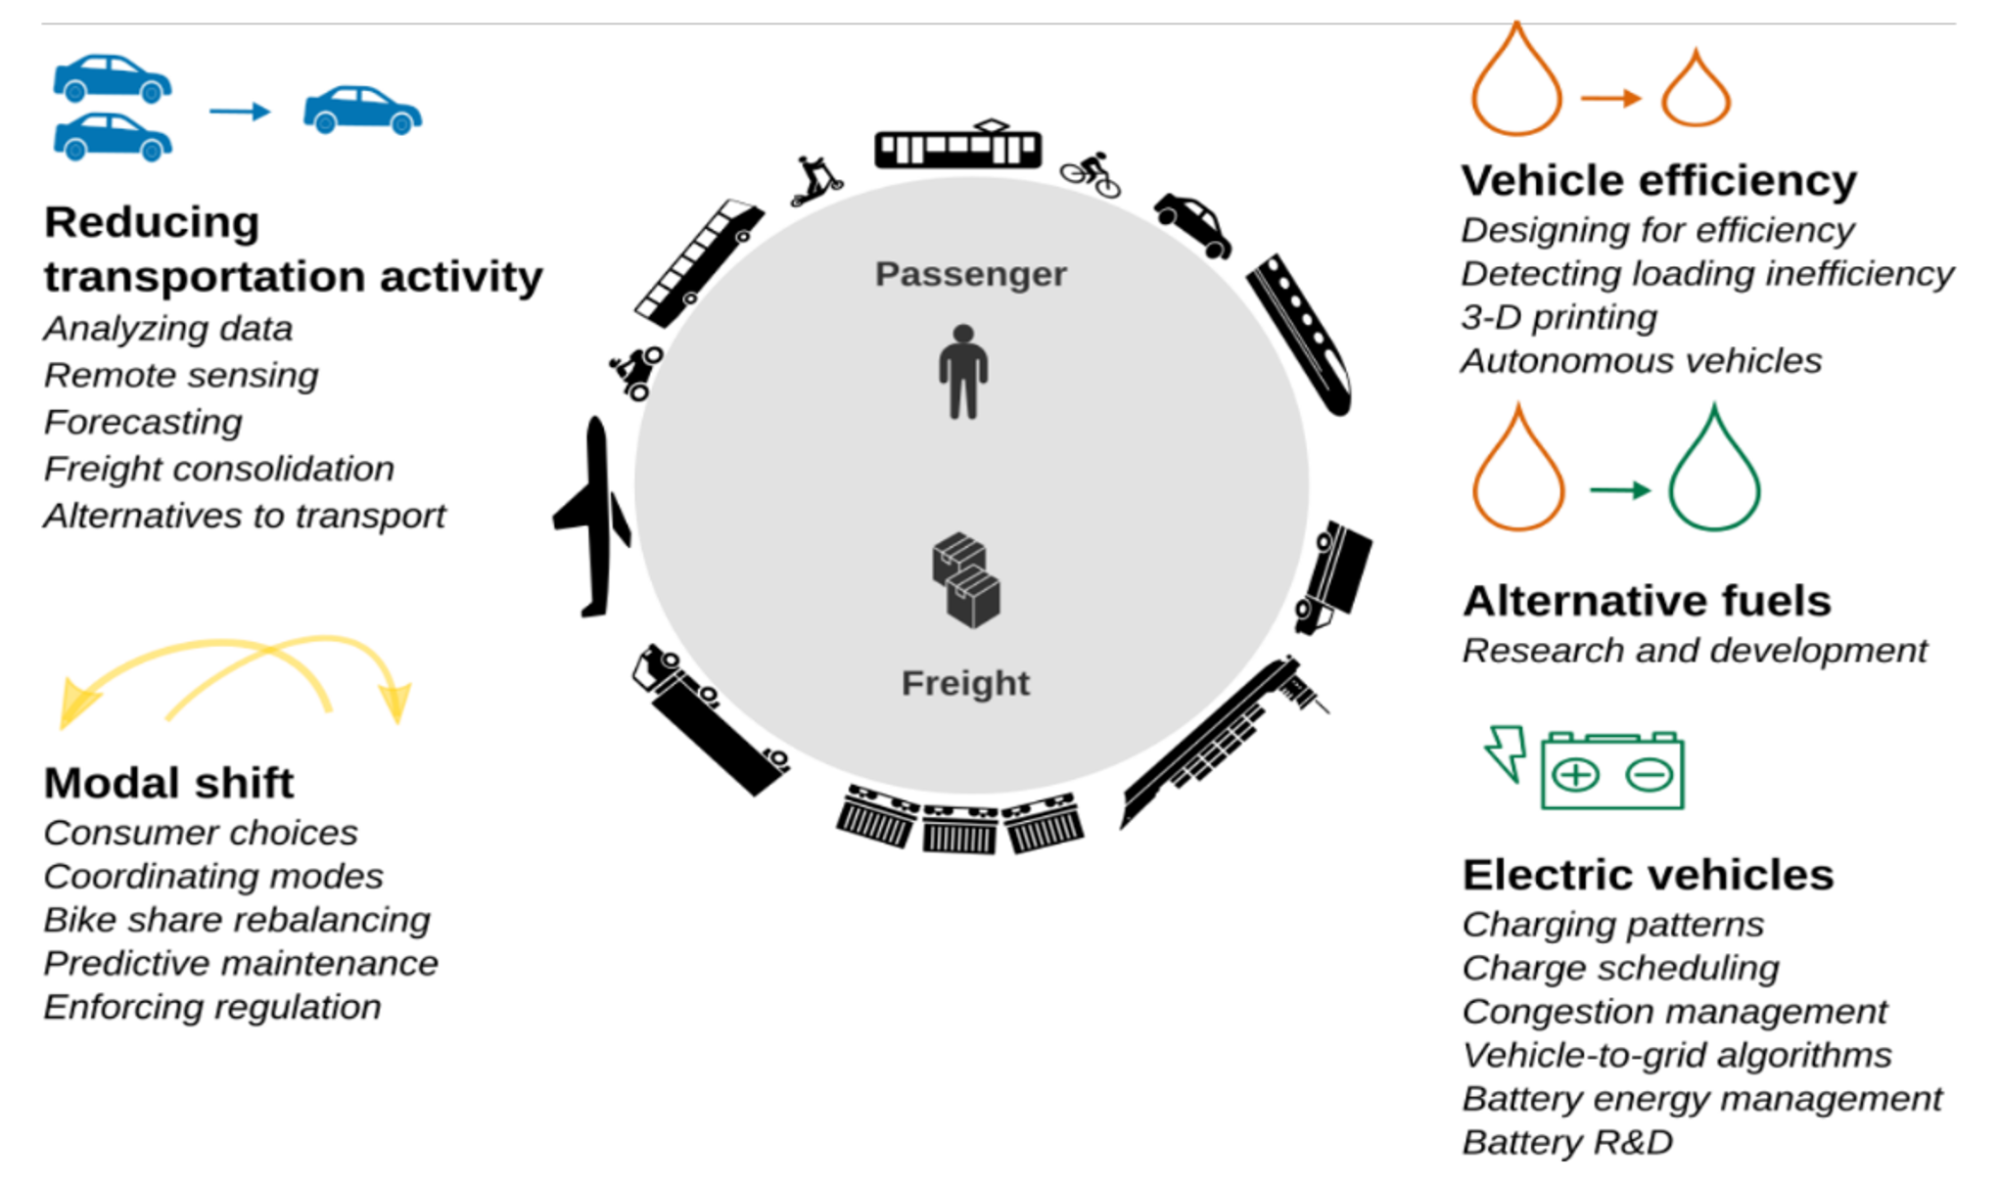 Reducing
transportation activity
Analyzing data
Remote sensing
Forecasting
Freight consolidation
Alternatives to transport
Modal shift
Consumer choices
Coordinating modes
Bike share rebalancing
Predictive maintenance
Enforcing regulation
Passenger
Freight
Vehicle efficiency
Designing for efficiency
Detecting loading inefficiency
3-D printing
Autonomous vehicles
Alternative fuels
Research and development
Electric vehicles
Charging patterns
Charge scheduling
Congestion management
Vehicle-to-grid algorithms
Battery energy management
Battery R&D